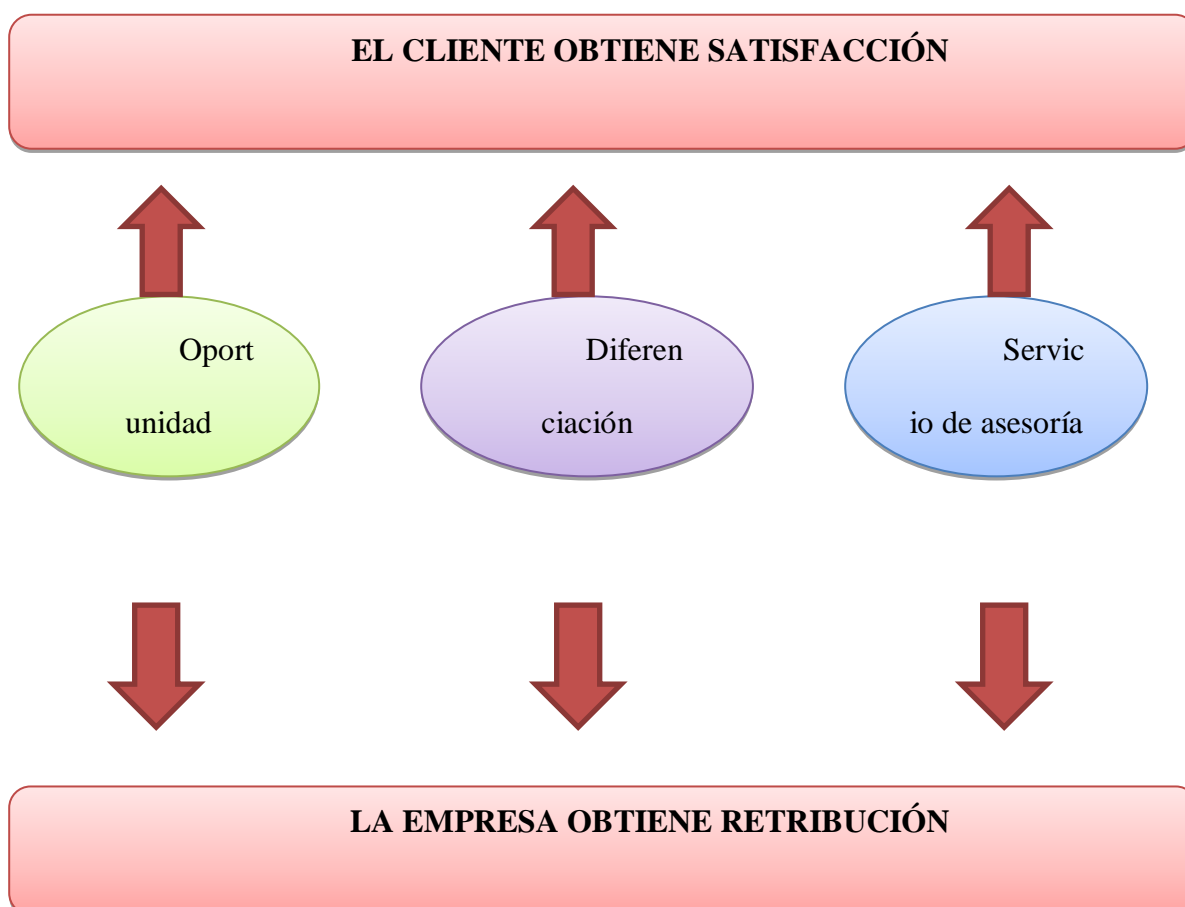 EL CLIENTE OBTIENE SATISFACCIÓN
Oport
unidad
Diferen
ciación
Servic
io de asesoría
LA EMPRESA OBTIENE RETRIBUCIÓN